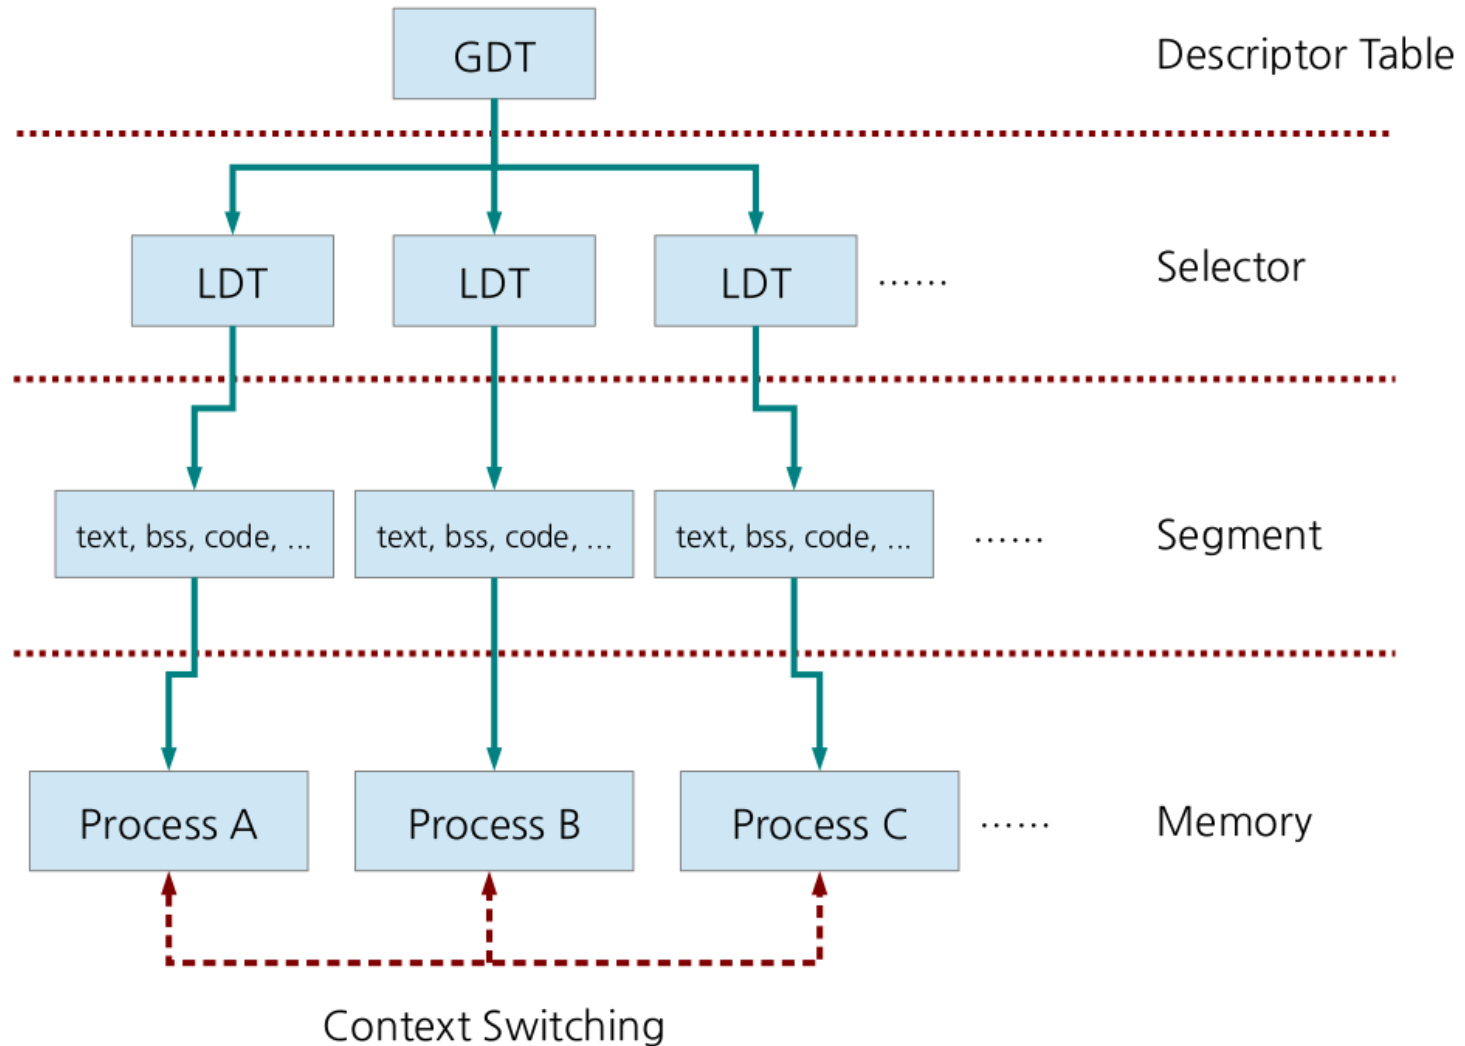 GDT
Descriptor Table
LDT
LDT
LDT
......
Selector
text, bss, code, ...
text, bss, code, ...
text, bss, code, ...
......
Segment
Process A
Process B
Process C
......
Memory
Context Switching